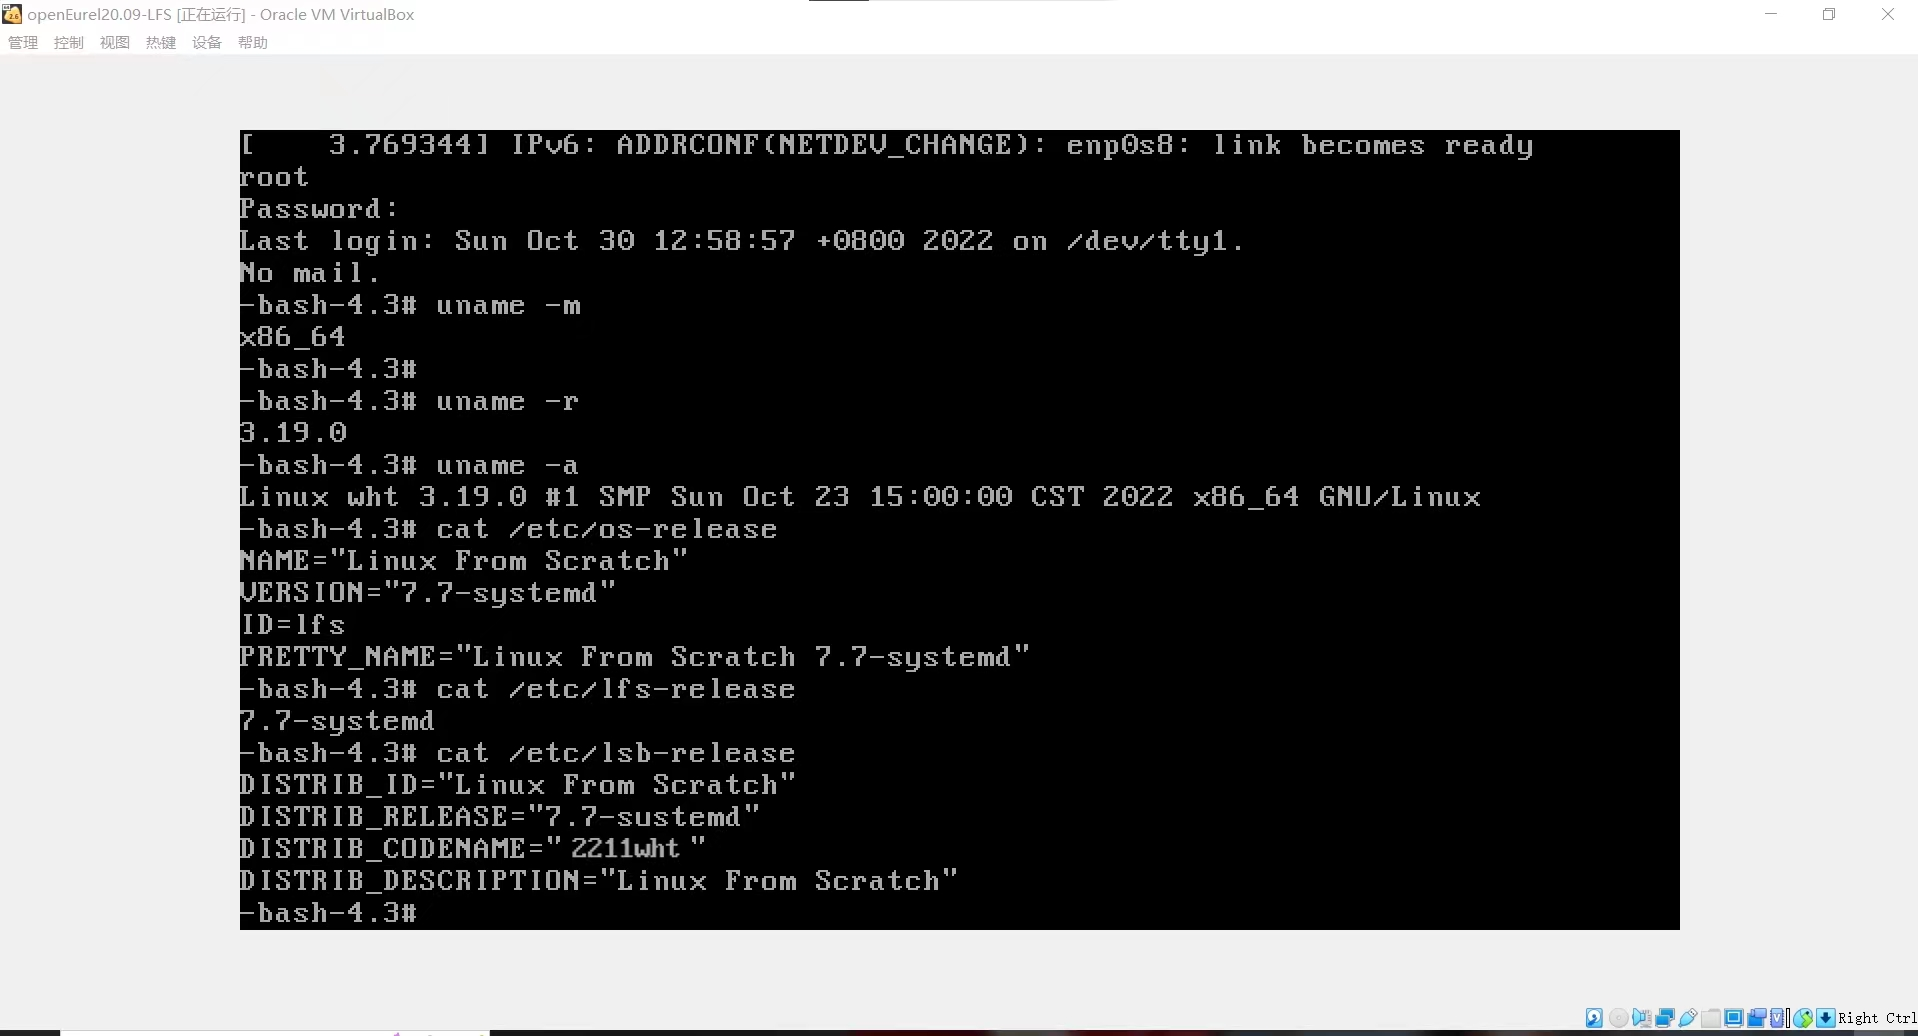 openEurel20.09-LFS [正在运行] - Oracle VM VirtualBox
管理 控制 视图 热键 设备 帮助
[    3.769344] IPv6: ADDRCONF(NETDEV_CHANGE): enp0s8: link becomes ready
root
Password:
Last login: Sun Oct 30 12:58:57 +0800 2022 on /dev/tty1.
No mail.
-bash-4.3# uname -m
x86_64
-bash-4.3#
-bash-4.3# uname -r
3.19.0
-bash-4.3# uname -a
Linux wht 3.19.0 #1 SMP Sun Oct 23 15:00:00 CST 2022 x86_64 GNU/Linux
-bash-4.3# cat /etc/os-release
NAME="Linux From Scratch"
VERSION="7.7-systemd"
ID=lfs
PRETTY_NAME="Linux From Scratch 7.7-systemd"
-bash-4.3# cat /etc/lfs-release
7.7-systemd
-bash-4.3# cat /etc/lsb-release
DISTRIB_ID="Linux From Scratch"
DISTRIB_RELEASE="7.7-sustemd"
DISTRIB_CODENAME=" 2211wht "
DISTRIB_DESCRIPTION="Linux From Scratch"
-bash-4.3#
Right Ctrl